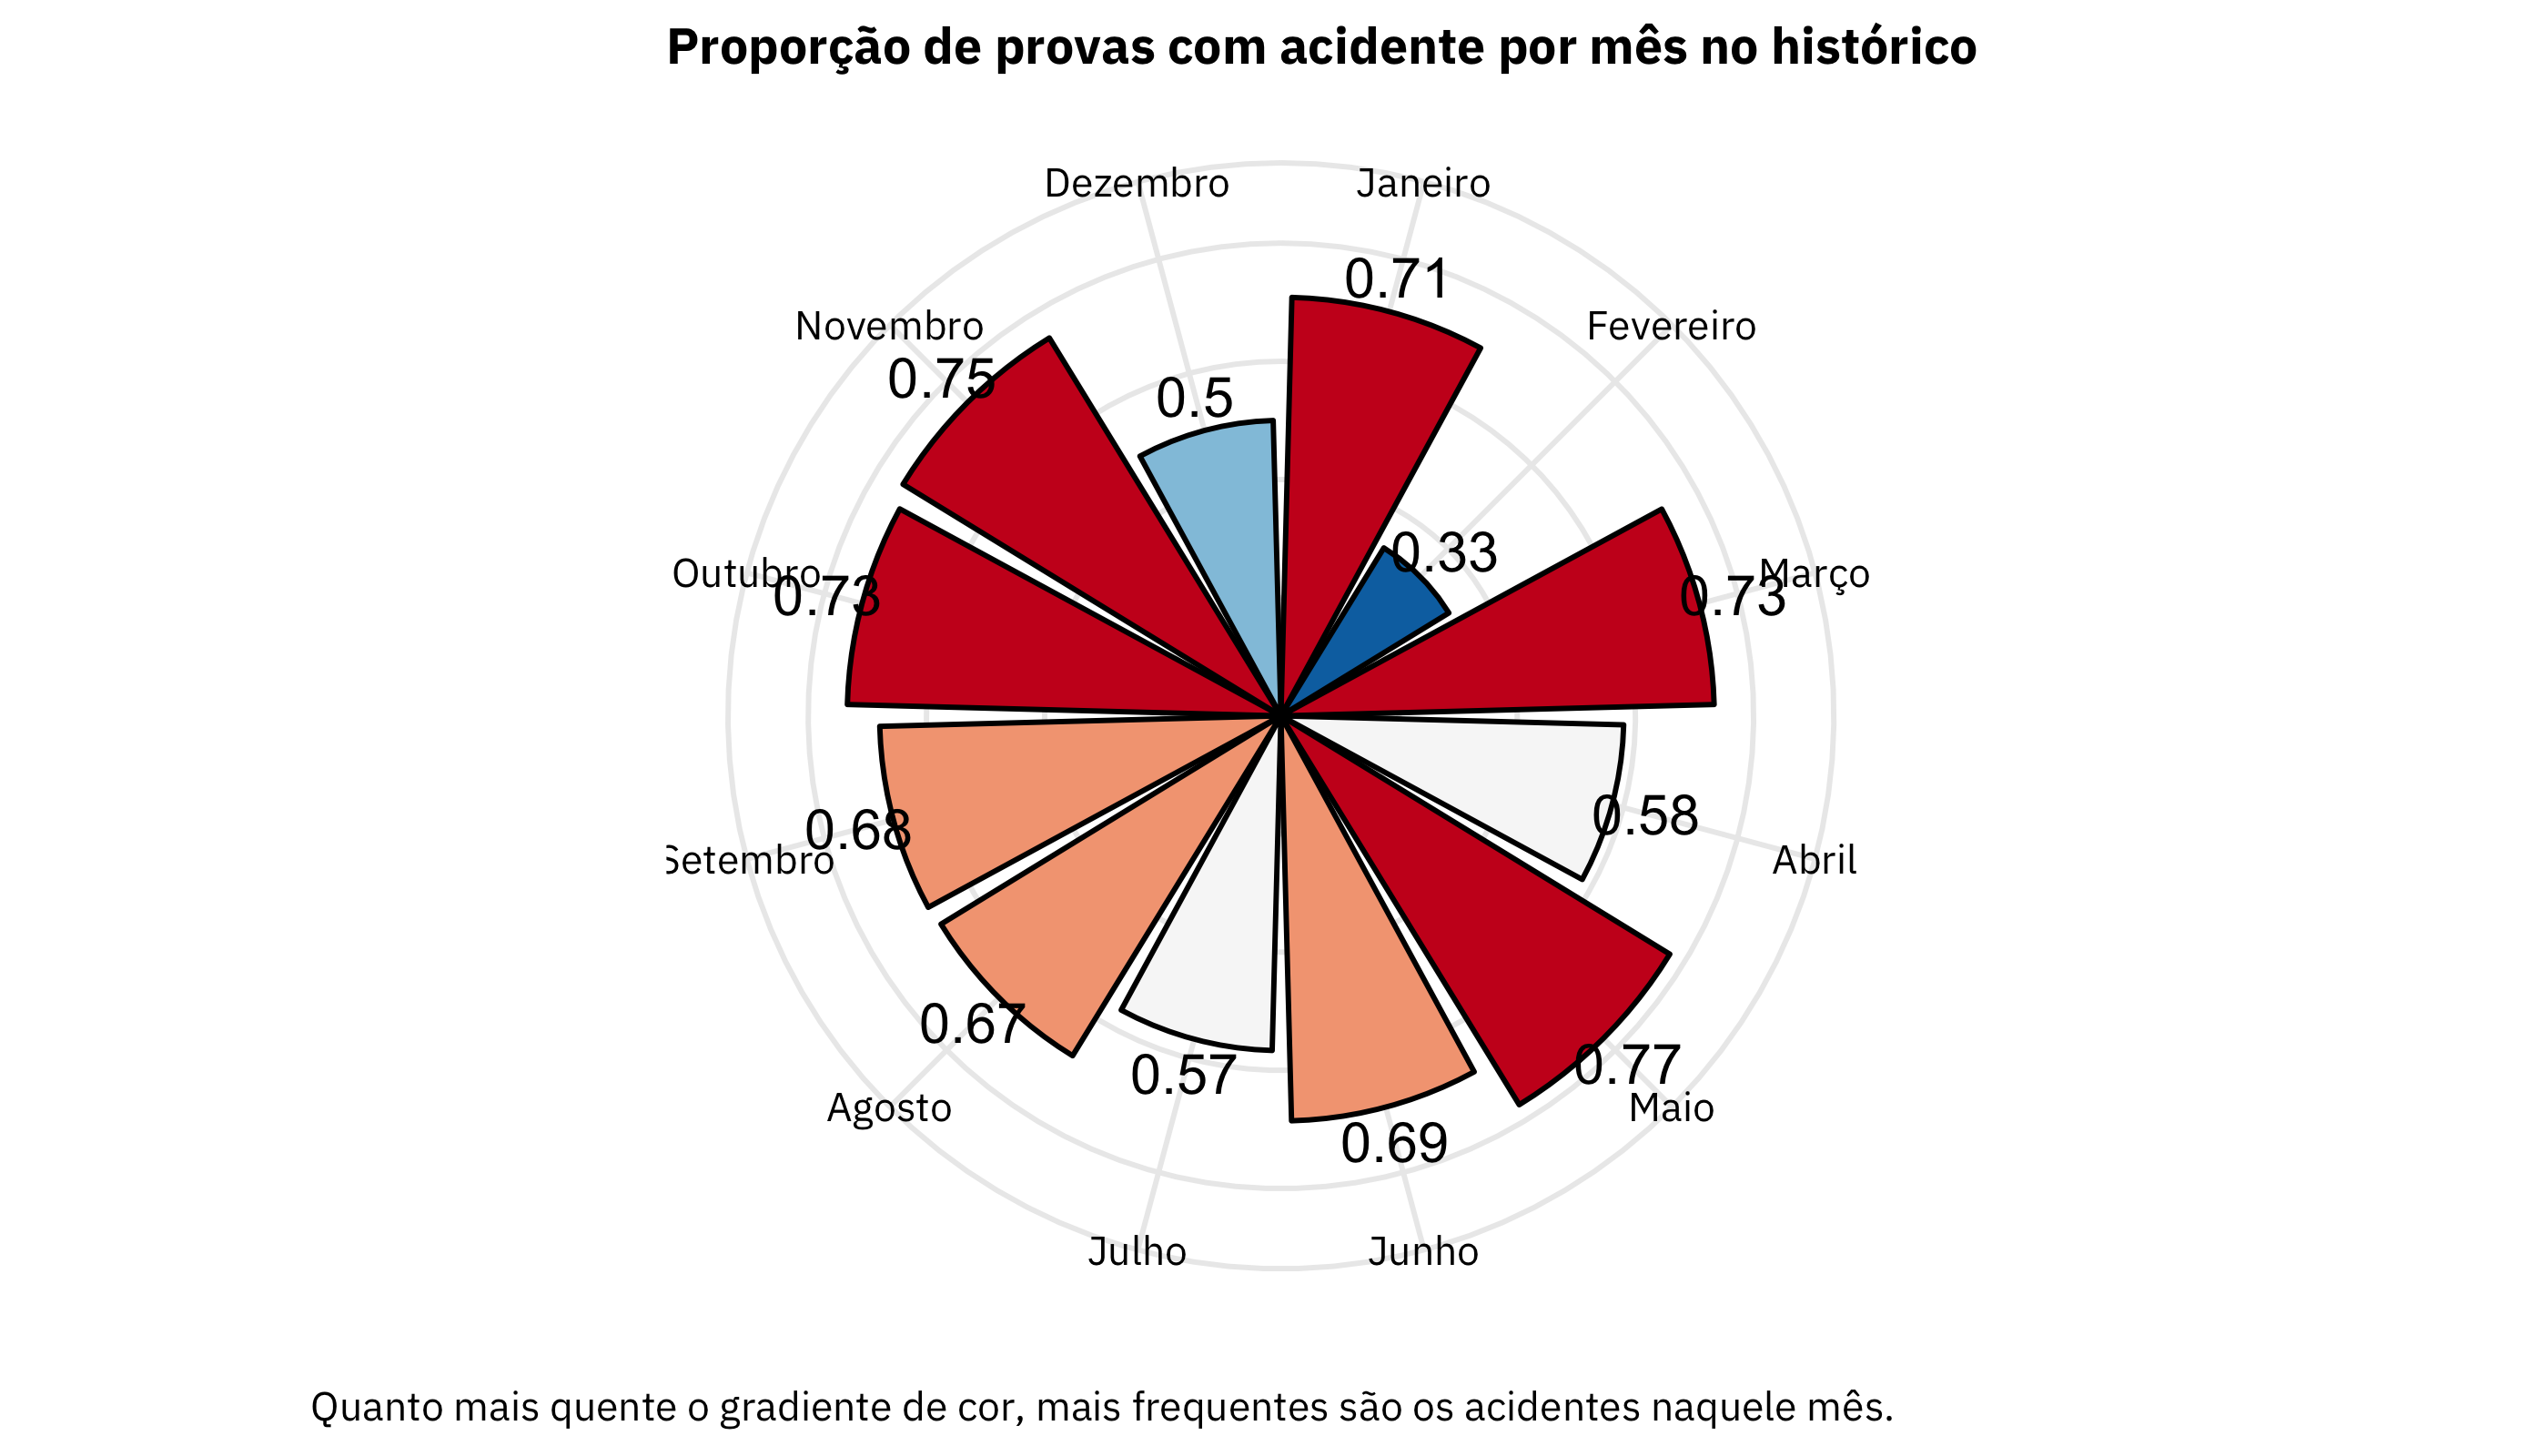 Proporção de provas com acidente por mês no histórico
Dezembro
Janeiro
0.71
Novembro
Fevereiro
0.75
0.5
0.33
Outubro
Março
0.73
0.73
0.58
0.68
Setembro
Abril
0.67
0.77
0.57
Agosto
Maio
0.69
Julho
Junho
Quanto mais quente o gradiente de cor, mais frequentes são os acidentes naquele mês.